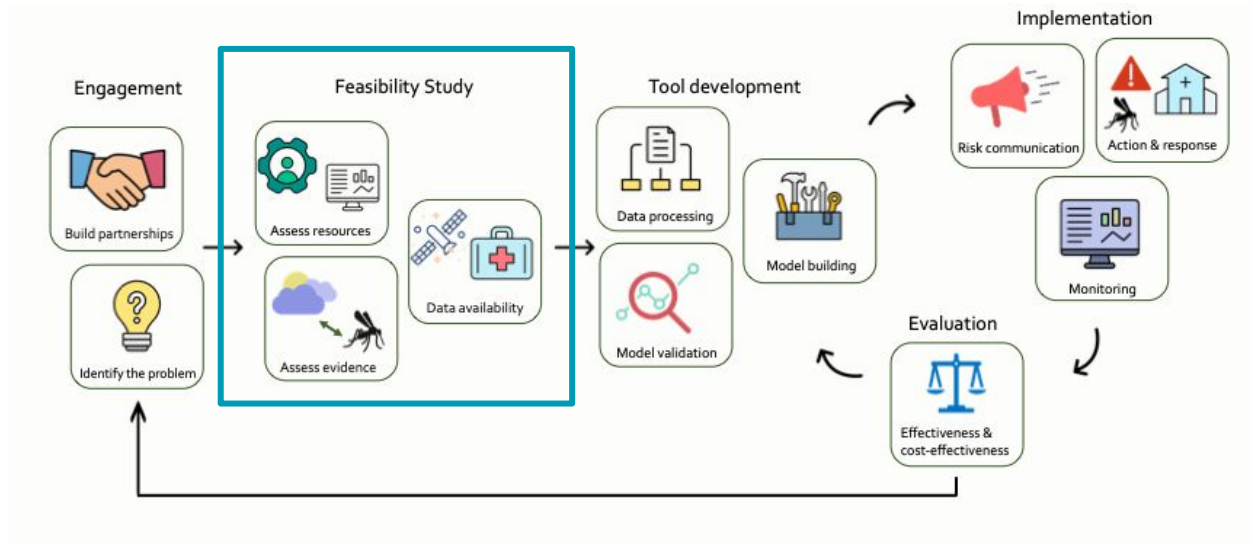 Engagement
Build partnerships
Identify the problem
Feasibility Study
Assess resources
Assess evidence
Data availability
Tool development
Data processing
Model validation
Model building
Implementation
Risk communication
Action & response
Monitoring
Evaluation
Effectiveness &
cost-effectiveness